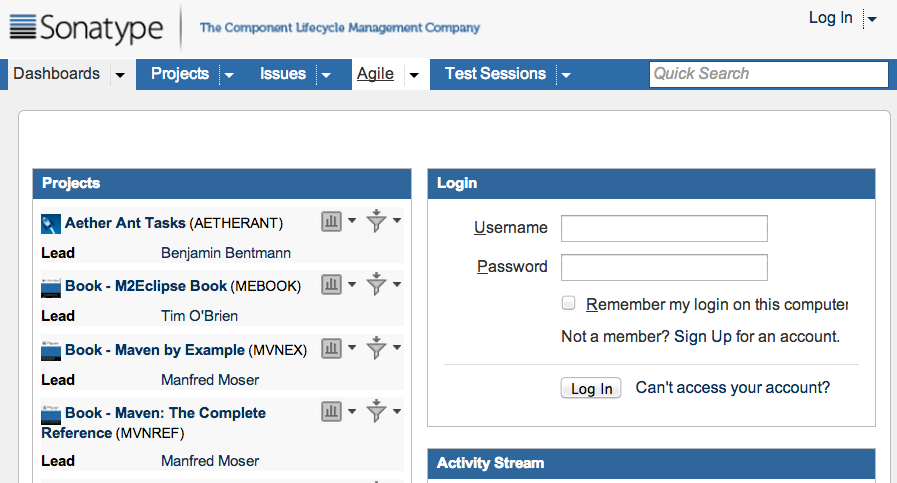 Sonatype The Component Lifecycle Management Company Log In
Dashboards Projects Issues Agile Test Sessions Quick Search
Projects
Aether Ant Tasks (AETHERANT)
Lead Benjamin Bentmann
Book - M2Eclipse Book (MEBOOK)
Lead Tim O'Brien
Book - Maven by Example (MVNEX)
Lead Manfred Moser
Book - Maven: The Complete
Reference (MVNREF)
Lead Manfred Moser
Login
Username
Password
Remember my login on this computer
Not a member? Sign Up for an account.
Log In Can't access your account?
Activity Stream